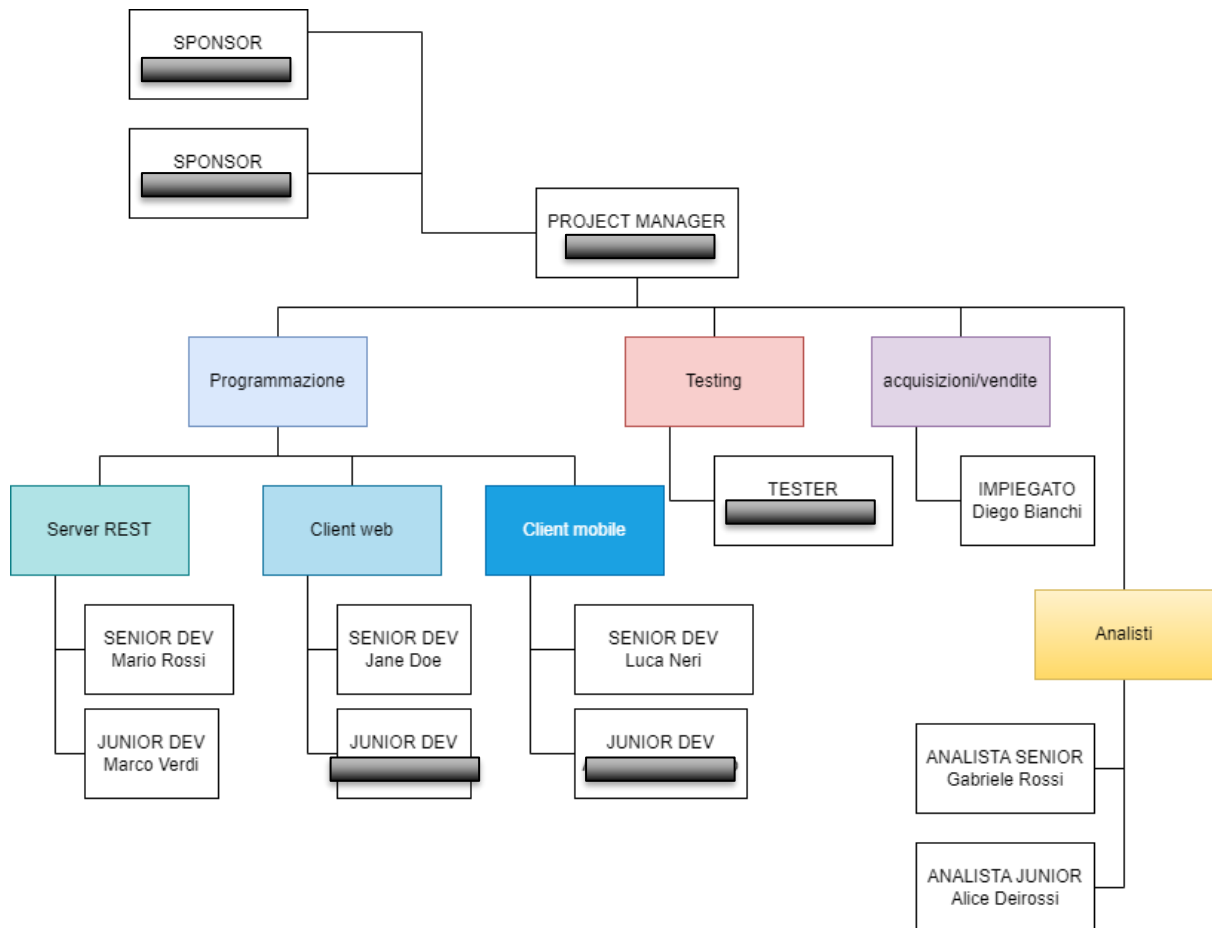 SPONSOR
SPONSOR
PROJECT MANAGER
Programmazione
Testing
acquisizioni/vendite
Server REST
Client web
Client mobile
TESTER
IMPIEGATO
Diego Bianchi
SENIOR DEV
Mario Rossi
SENIOR DEV
Jane Doe
SENIOR DEV
Luca Neri
Analisti
JUNIOR DEV
Marco Verdi
JUNIOR DEV
JUNIOR DEV
ANALISTA SENIOR
Gabriele Rossi
ANALISTA JUNIOR
Alice Deirossi